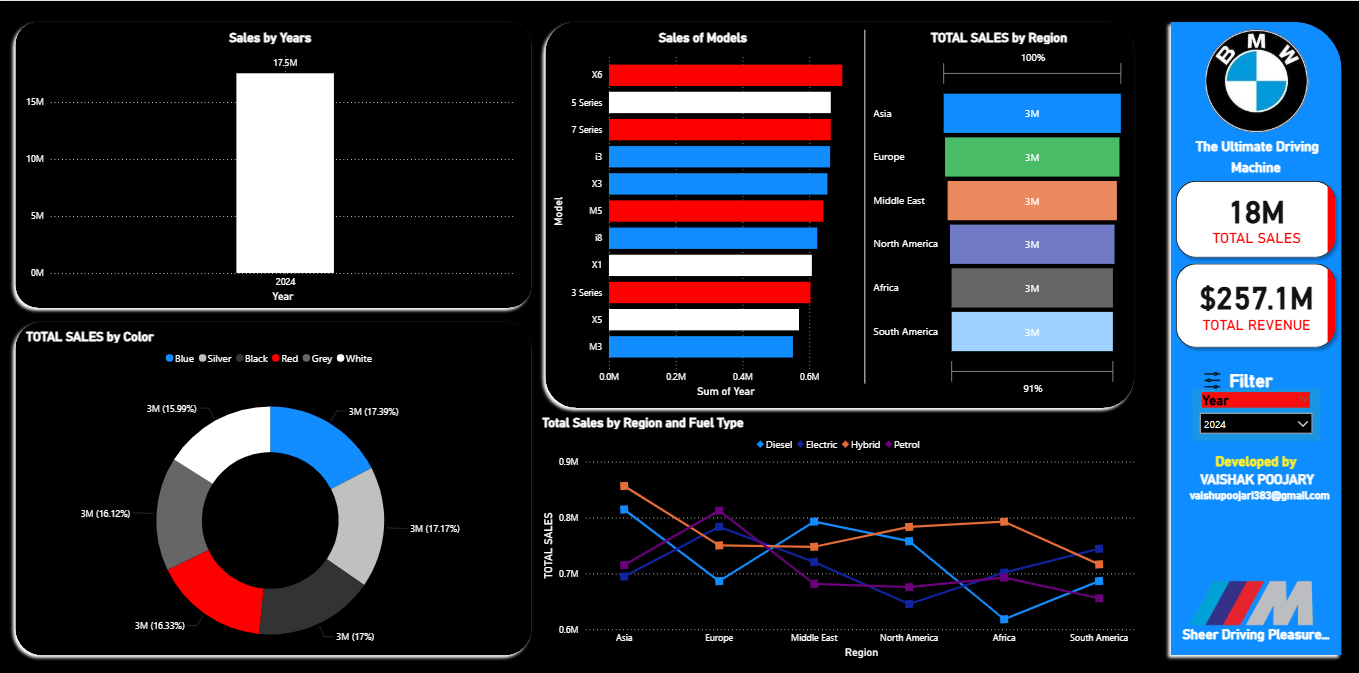 Sales by Years
17.5M
15M
10M
5M
0M
2024
Year
TOTAL SALES by Color
Blue Silver Black Red Grey White
3M (15.99%)
3M (17.39%)
3M (16.12%)
3M (17.17%)
3M (16.33%)
3M (17%)
Sales of Models
Model
X6
5 Series
7 Series
i3
X3
M5
i8
X1
3 Series
X5
M3
0.0M 0.2M 0.4M 0.6M
Sum of Year
TOTAL SALES by Region
100%
Asia 3M
Europe 3M
Middle East 3M
North America 3M
Africa 3M
South America 3M
91%
Total Sales by Region and Fuel Type
Diesel Electric Hybrid Petrol
TOTAL SALES
0.9M
0.8M
0.7M
0.6M
Asia Europe Middle East North America Africa South America
Region
BMW
The Ultimate Driving
Machine
18M
TOTAL SALES
$257.1M
TOTAL REVENUE
Filter
Year
2024
Developed by
VAISHAK POOJARY
vaishupoojari383@gmail.com
M
Sheer Driving Pleasure...